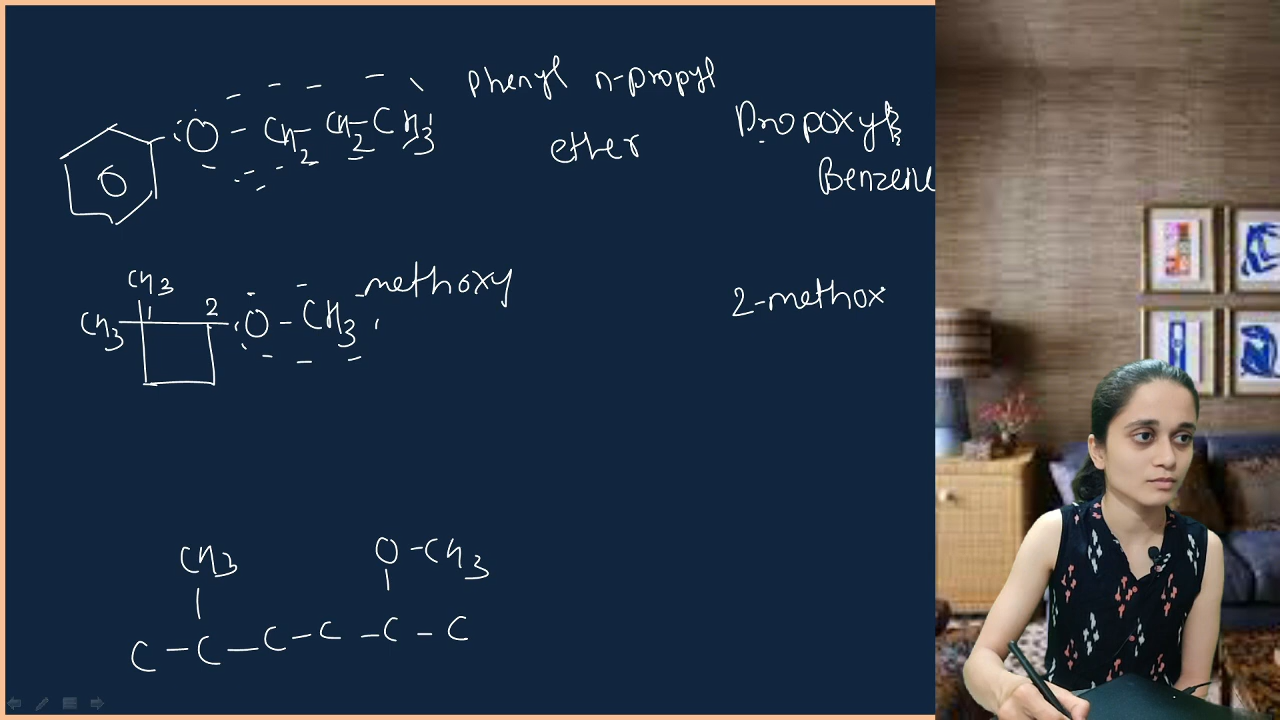 Phenyl n-propyl
ether
Propoxy
Benzene
O - CH2 - CH2 - CH3
CH3
CH3 1 2 O - CH3 methoxy
2-methox
CH3 O - CH3
C - C - C - C - C - C